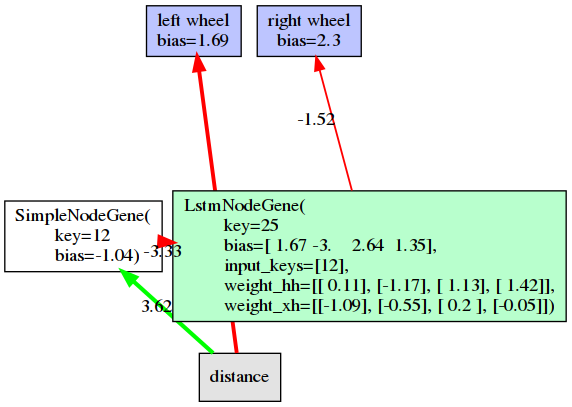 left wheel
bias=1.69
right wheel
bias=2.3
-1.52
SimpleNodeGene(
key=12
bias=-1.04)
-3.33
LstmNodeGene(
key=25
bias=[ 1.67 -3.    2.64  1.35],
input_keys=[12],
weight_hh=[[ 0.11], [-1.17], [ 1.13], [ 1.42]],
weight_xh=[[-1.09], [-0.55], [ 0.2 ], [-0.05]])
3.62
distance